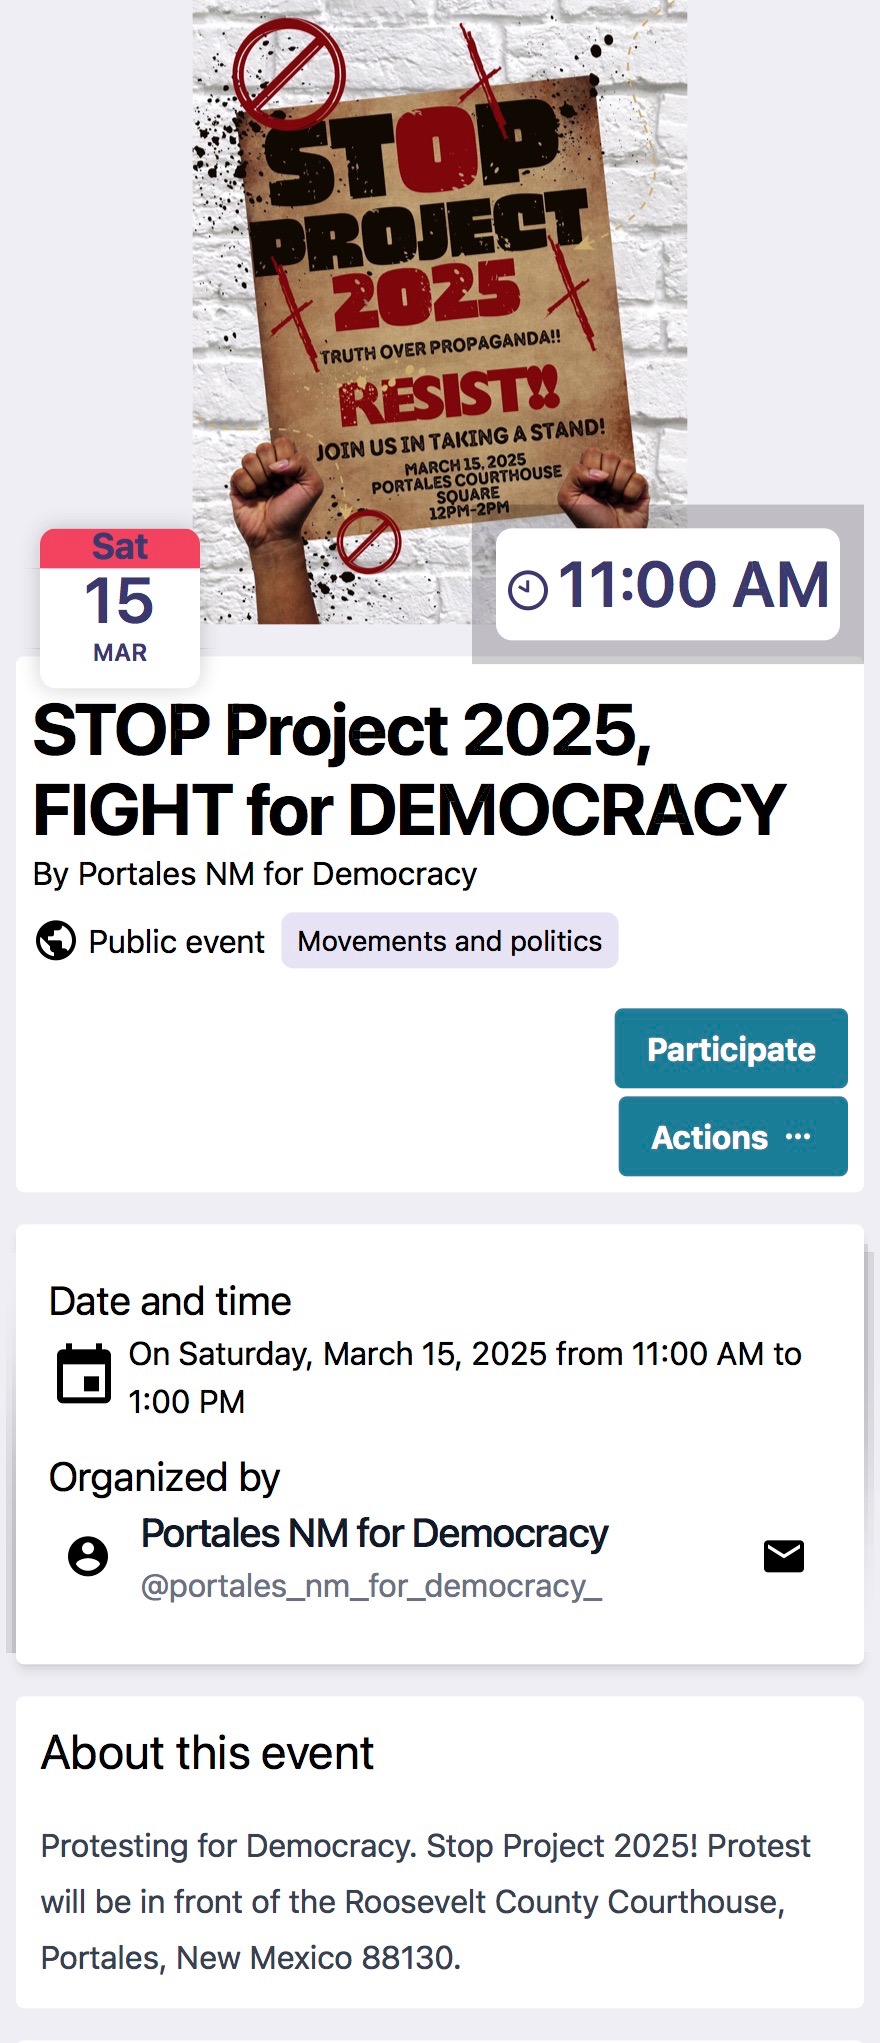 STOP
PROJECT
2025
TRUTH OVER PROPAGANDA!!
RESIST!!
JOIN US IN TAKING A STAND!
MARCH 15, 2025
PORTALES COURTHOUSE
SQUARE
12PM-2PM
Sat
15
MAR
11:00 AM
STOP Project 2025,
FIGHT for DEMOCRACY
By Portales NM for Democracy
Public event
Movements and politics
Participate
Actions ···
Date and time
On Saturday, March 15, 2025 from 11:00 AM to
1:00 PM
Organized by
Portales NM for Democracy
@portales_nm_for_democracy_
About this event
Protesting for Democracy. Stop Project 2025! Protest
will be in front of the Roosevelt County Courthouse,
Portales, New Mexico 88130.